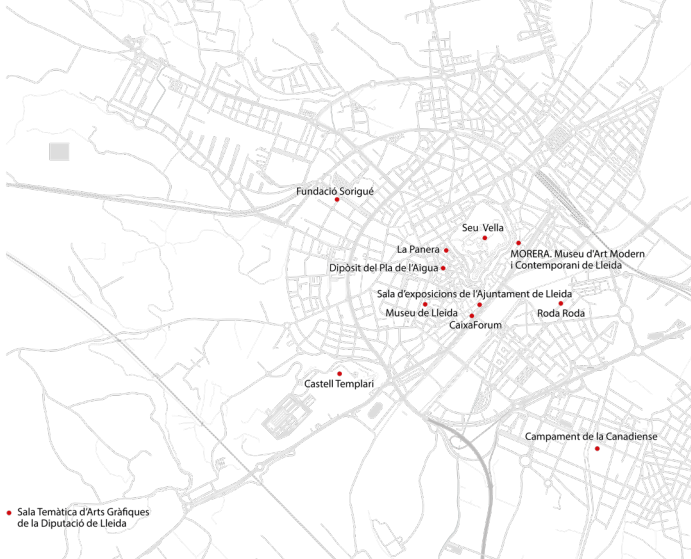 Fundació Sorigué
Seu Vella
La Panera
MORERA. Museu d'Art Modern
i Contemporani de Lleida
Dipòsit del Pla de l'Aigua
Sala d'exposicions de l'Ajuntament de Lleida
Museu de Lleida
Roda Roda
CaixaForum
Castell Templari
Campament de la Canadiense
Sala Temàtica d'Arts Gràfiques
de la Diputació de Lleida